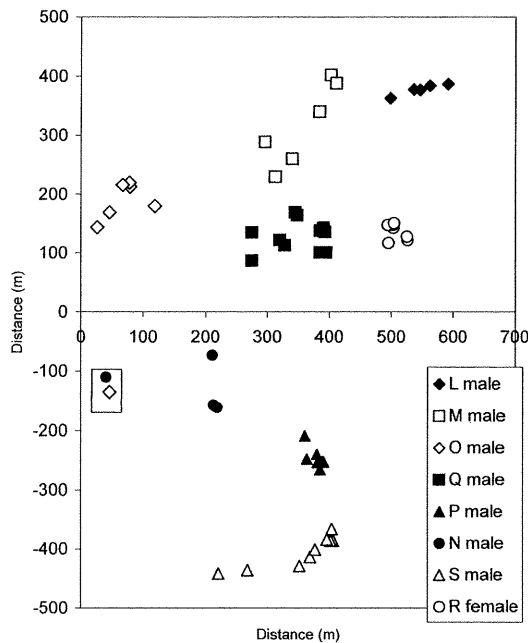 500
400
300
200
100
0
0 100 200 300 400 500 600 700
-100
-200
-300
-400
-500
Distance (m)
Distance (m)
L male
M male
O male
Q male
P male
N male
S male
R female